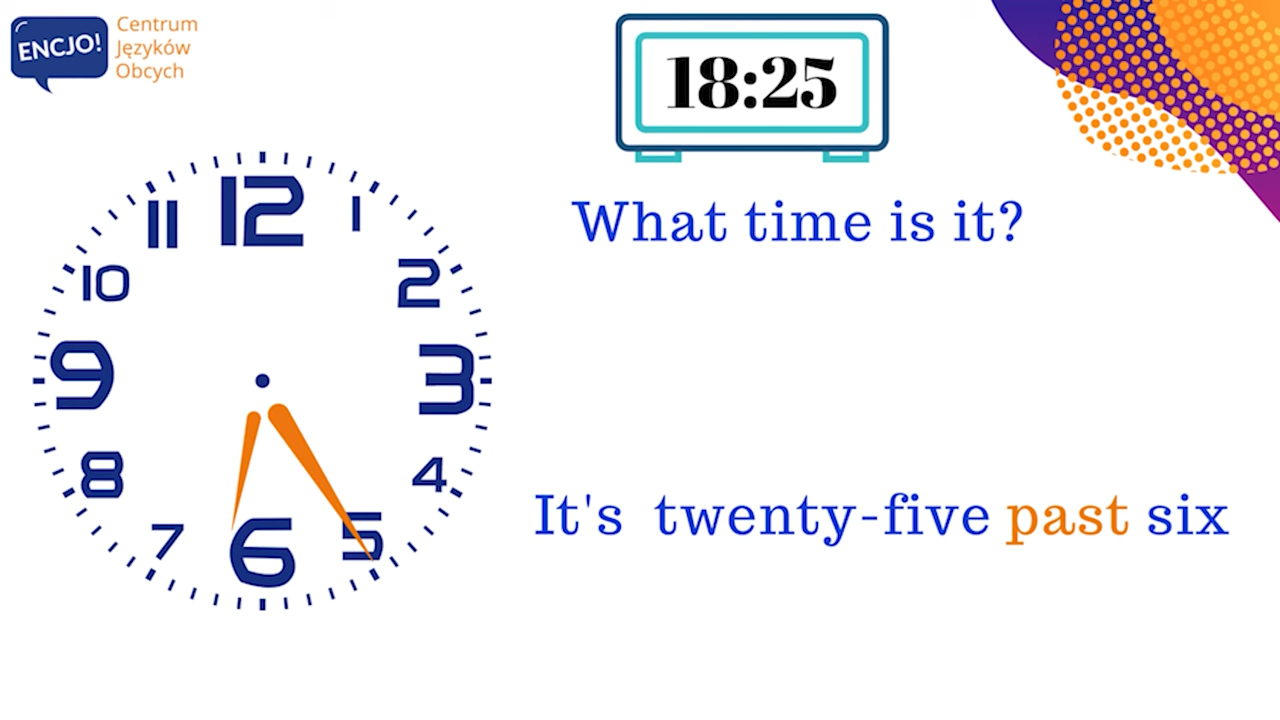 ENCJO!
Centrum
Języków
Obcych
18:25
What time is it?
12
1
2
3
4
5
6
7
8
9
10
11
It's twenty-five past six